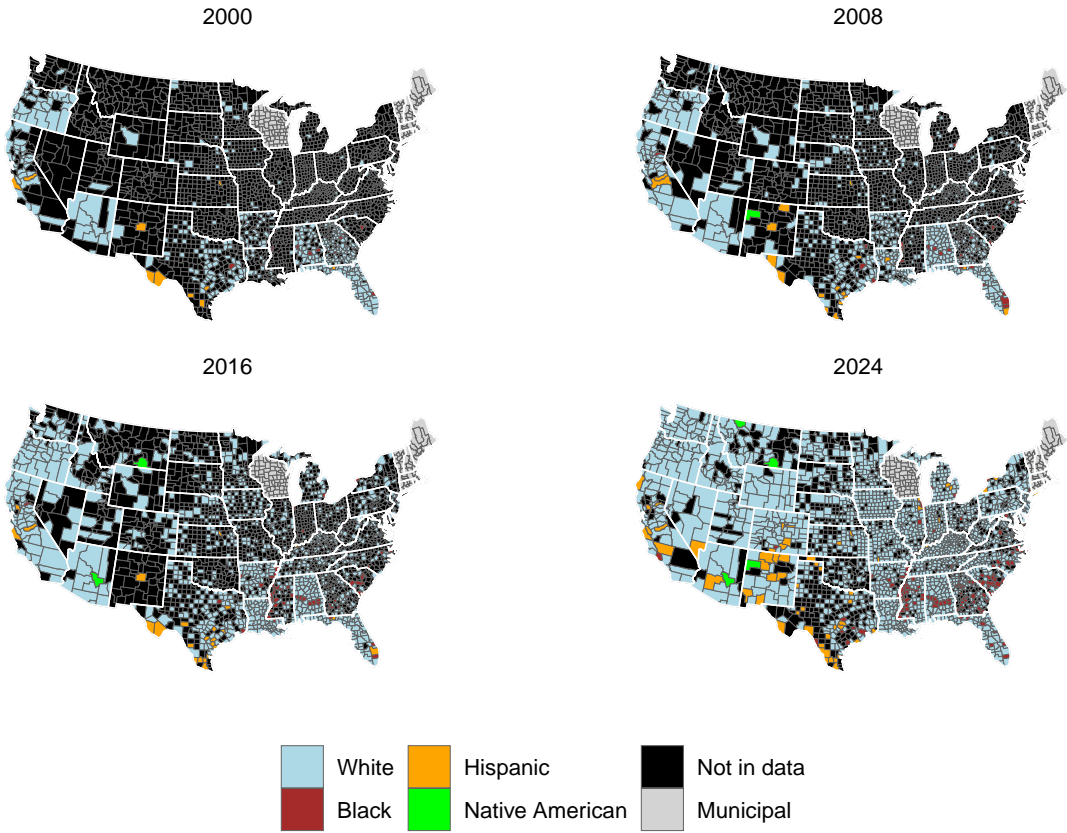 2000
2008
2016
2024
White
Hispanic
Not in data
Black
Native American
Municipal